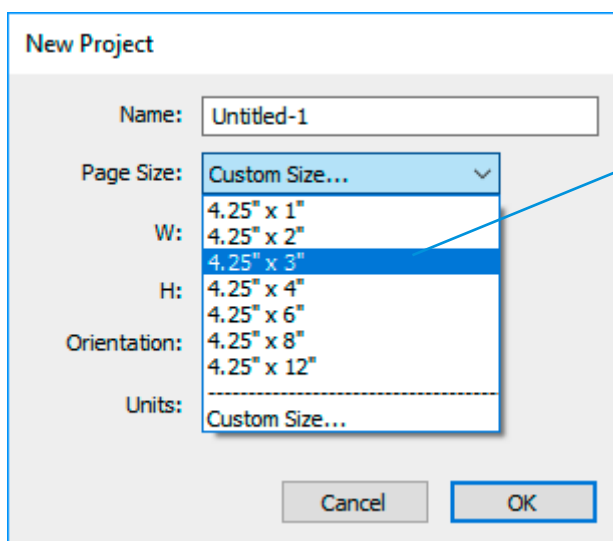 New Project
Name: Untitled-1
Page Size: Custom Size...
4.25" x 1"
4.25" x 2"
W:
4.25" x 3"
H: 4.25" x 4"
4.25" x 6"
Orientation: 4.25" x 8"
4.25" x 12"
Units:
Custom Size...
Cancel OK